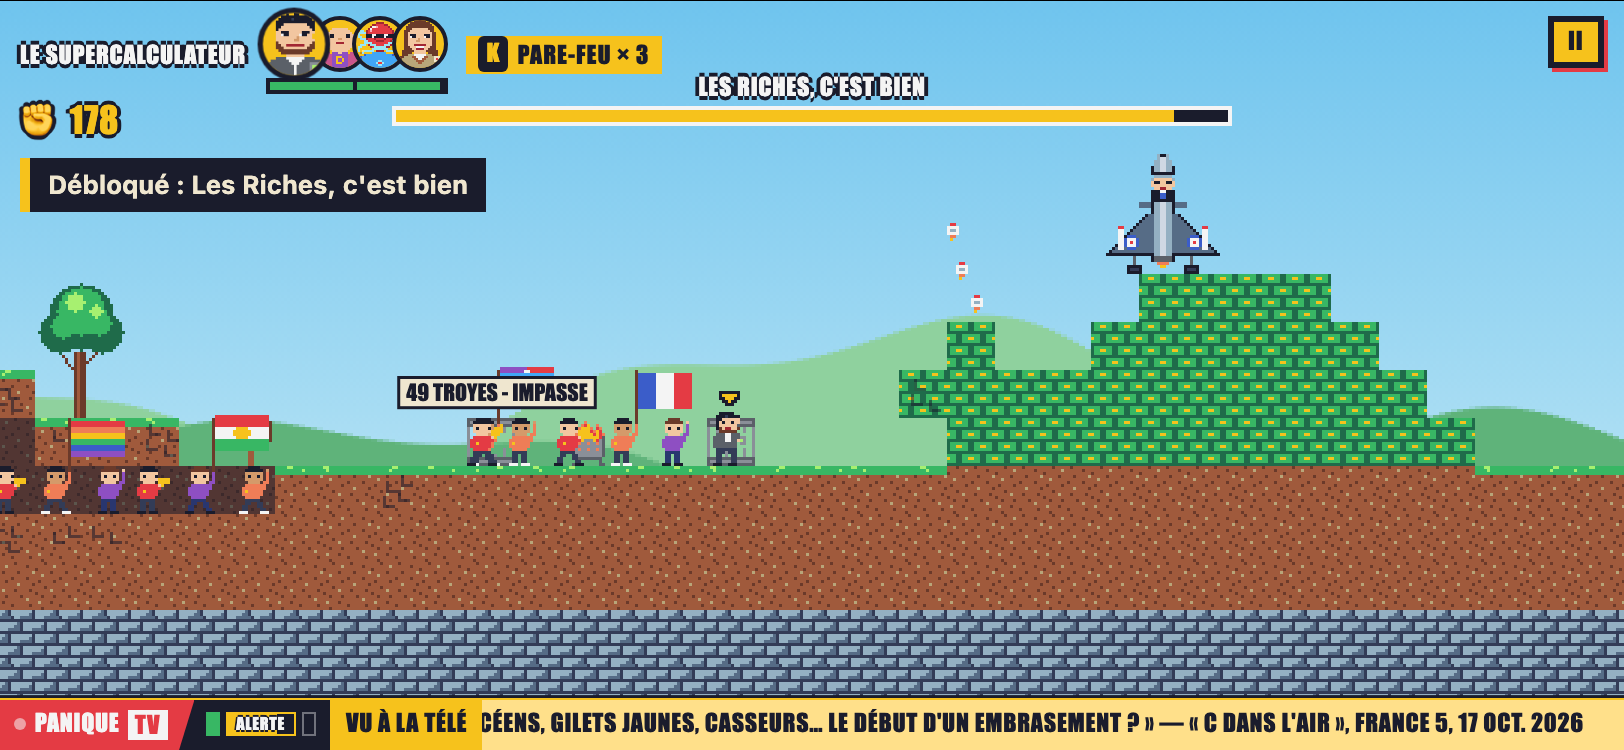 LE SUPERCALCULATEUR
K PARE-FEU × 3
LES RICHES, C'EST BIEN
178
Débloqué : Les Riches, c'est bien
49 TROYES - IMPASSE
PANIQUE TV
ALERTE
VU À LA TÉLÉ
CÉENS, GILETS JAUNES, CASSEURS... LE DÉBUT D'UN EMBRASEMENT ? » — « C DANS L'AIR », FRANCE 5, 17 OCT. 2026